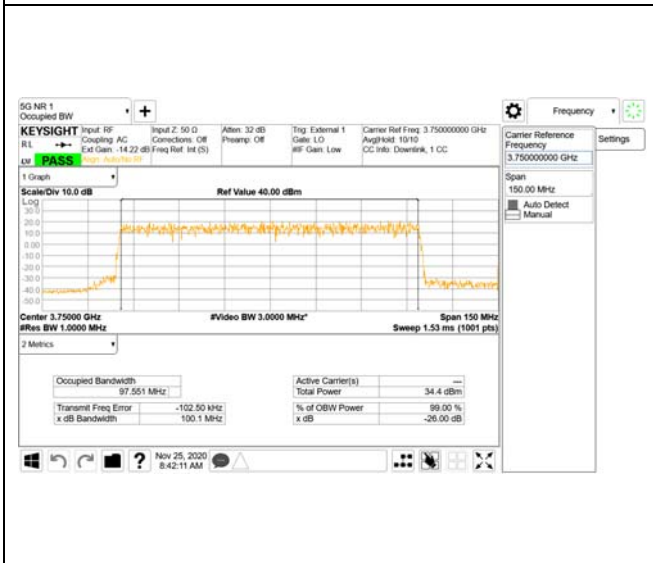 5G NR 1
Occupied BW
+
Frequency
KEYSIGHT Input: RF Input Z: 50 Ω Atten: 32 dB Trig: External 1 Carrier Ref Freq: 3.750000000 GHz
RL Coupling: AC Corrections: Off Preamp: Off Gate: LO Avg|Hold: 10/10
Ext Gain: -14.22 dB Freq Ref: Int (S) #IF Gain: Low CC Info: Downlink, 1 CC
PASS Align: Auto/No RF
Carrier Reference
Frequency
3.750000000 GHz
Settings
Span
150.00 MHz
Auto Detect
Manual
1 Graph
Scale/Div 10.0 dB Ref Value 40.00 dBm
Log
30.0
20.0
10.0
0.00
-10.0
-20.0
-30.0
-40.0
-50.0
Center 3.75000 GHz #Video BW 3.0000 MHz* Span 150 MHz
#Res BW 1.0000 MHz Sweep 1.53 ms (1001 pts)
2 Metrics
Occupied Bandwidth
97.551 MHz
Active Carrier(s) ---
Total Power 34.4 dBm
Transmit Freq Error -102.50 kHz
% of OBW Power 99.00 %
x dB Bandwidth 100.1 MHz
x dB -26.00 dB
? Nov 25, 2020
8:42:11 AM